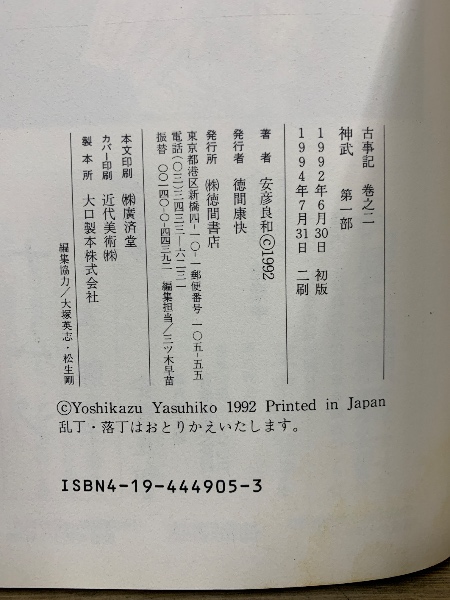 古事記 巻之二
神武 第一部
1992年6月30日 初版
1994年7月31日 二刷
著者 安彦良和©1992
発行者 徳間康快
発行所 ㈱徳間書店
東京都港区新橋四-一〇-一 郵便番号 一〇五-五五
電話(〇三)三四三三-六二三一
振替 〇〇一四〇-〇-四四三九二 編集担当/三ツ木早苗
本文印刷 ㈱廣済堂
カバー印刷 近代美術㈱
製本所 大口製本株式会社
編集協力/大塚英志・松生剛
©Yoshikazu Yasuhiko 1992 Printed in Japan
乱丁・落丁はおとりかえいたします。
ISBN4-19-444905-3